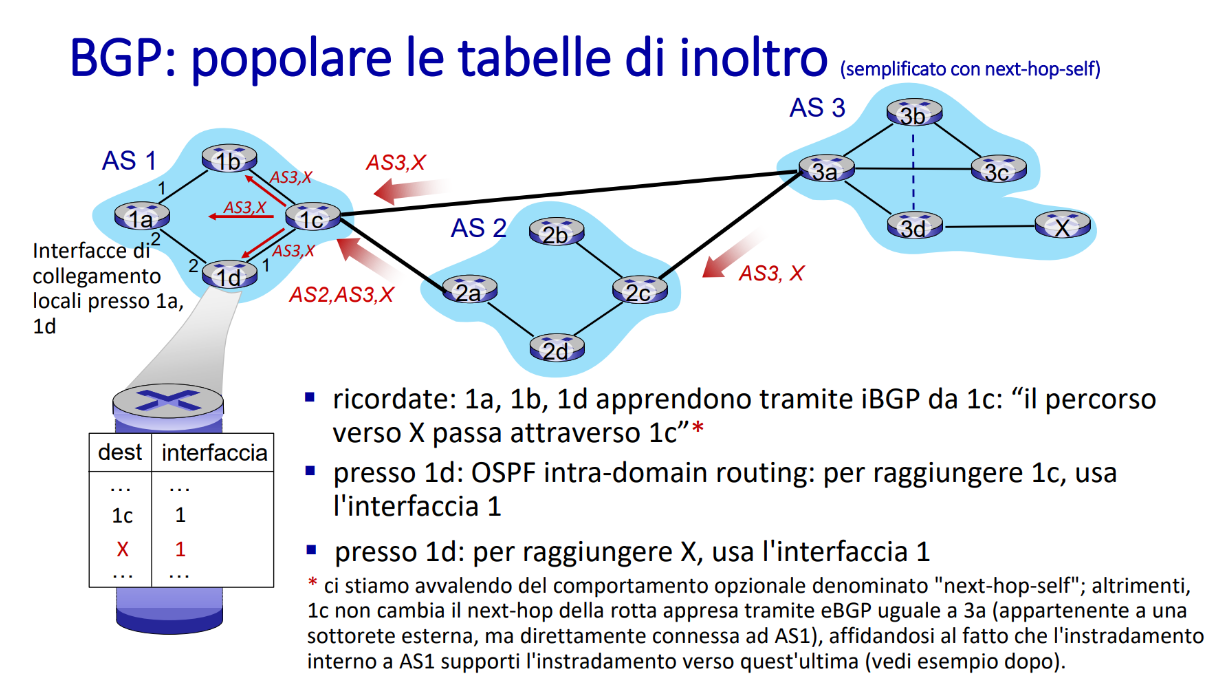 BGP: popolare le tabelle di inoltro (semplificato con next-hop-self)
AS 3
3b
AS 1
1b
AS3,X
3a
3c
1
AS3,X
1a
AS3,X
1c
AS 2
2b
3d
X
2
AS3,X
Interfacce di
collegamento
locali presso 1a,
1d
2
1d
1
AS2,AS3,X
2a
2c
AS3, X
2d
ricordate: 1a, 1b, 1d apprendono tramite iBGP da 1c: “il percorso
verso X passa attraverso 1c”*
dest interfaccia
... ...
1c 1
X 1
... ...
presso 1d: OSPF intra-domain routing: per raggiungere 1c, usa
l'interfaccia 1
presso 1d: per raggiungere X, usa l'interfaccia 1
* ci stiamo avvalendo del comportamento opzionale denominato "next-hop-self"; altrimenti,
1c non cambia il next-hop della rotta appresa tramite eBGP uguale a 3a (appartenente a una
sottorete esterna, ma direttamente connessa ad AS1), affidandosi al fatto che l'instradamento
interno a AS1 supporti l'instradamento verso quest'ultima (vedi esempio dopo).